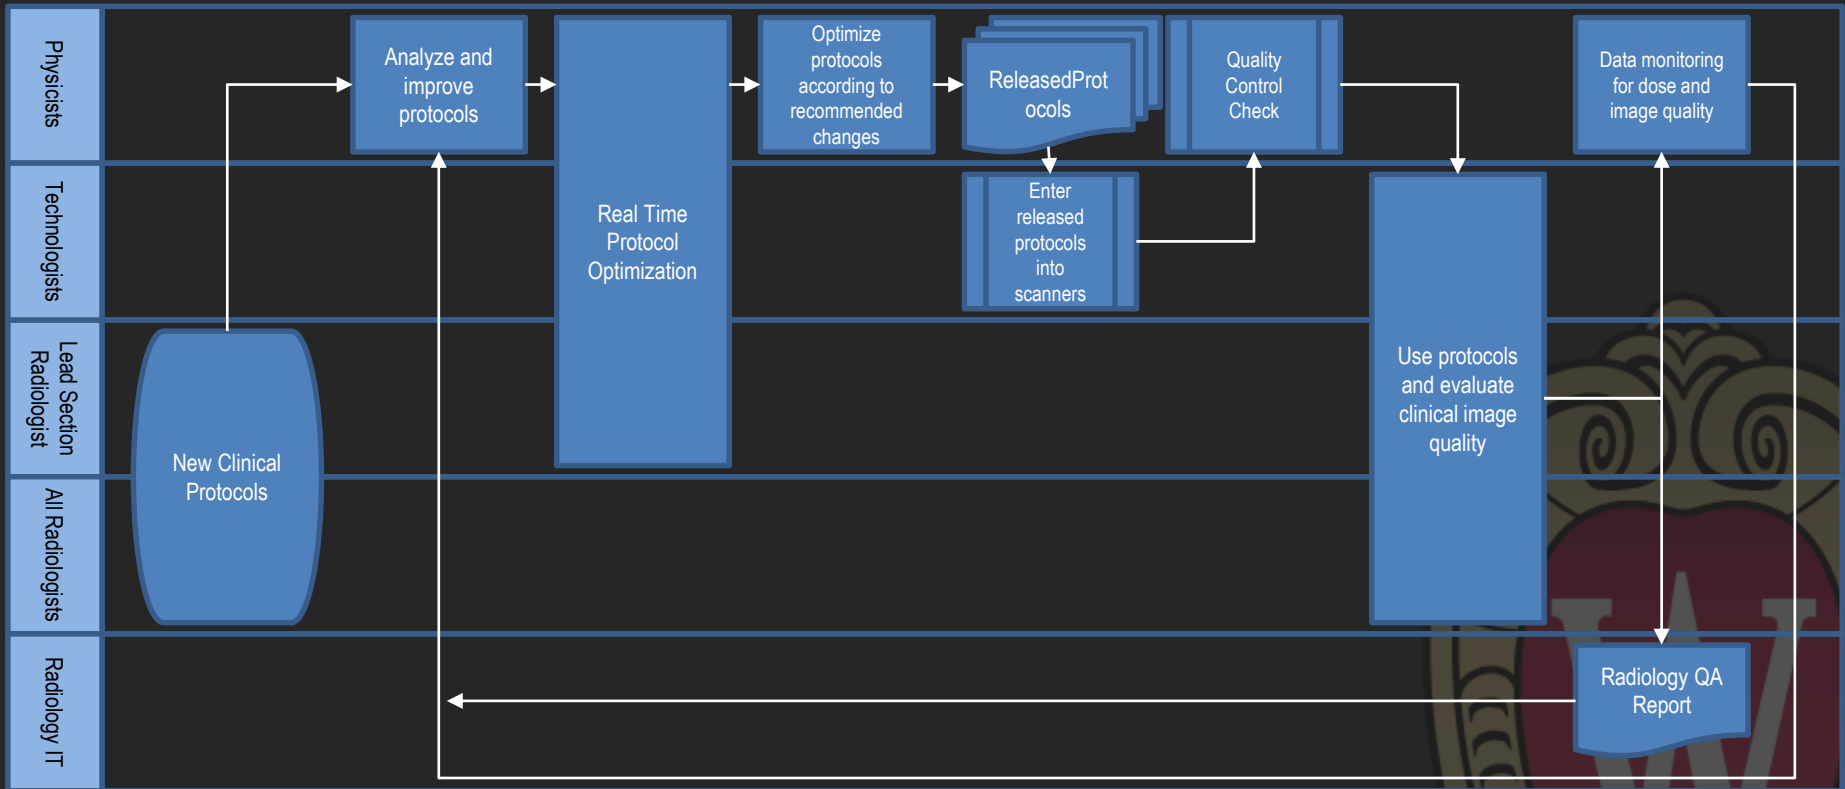 Physicisists
Analyze and
improve
protocols
Optimize
protocols
according to
recommended
changes
ReleasedProt
ocols
Quality
Control
Check
Data monitoring
for dose and
image quality
Technologists
Real Time
Protocol
Optimization
Enter
released
protocols
into
scanners
Lead Section
Radiologist
New Clinical
Protocols
Use protocols
and evaluate
clinical image
quality
All Radiologists
Radiology IT
Radiology QA
Report
W